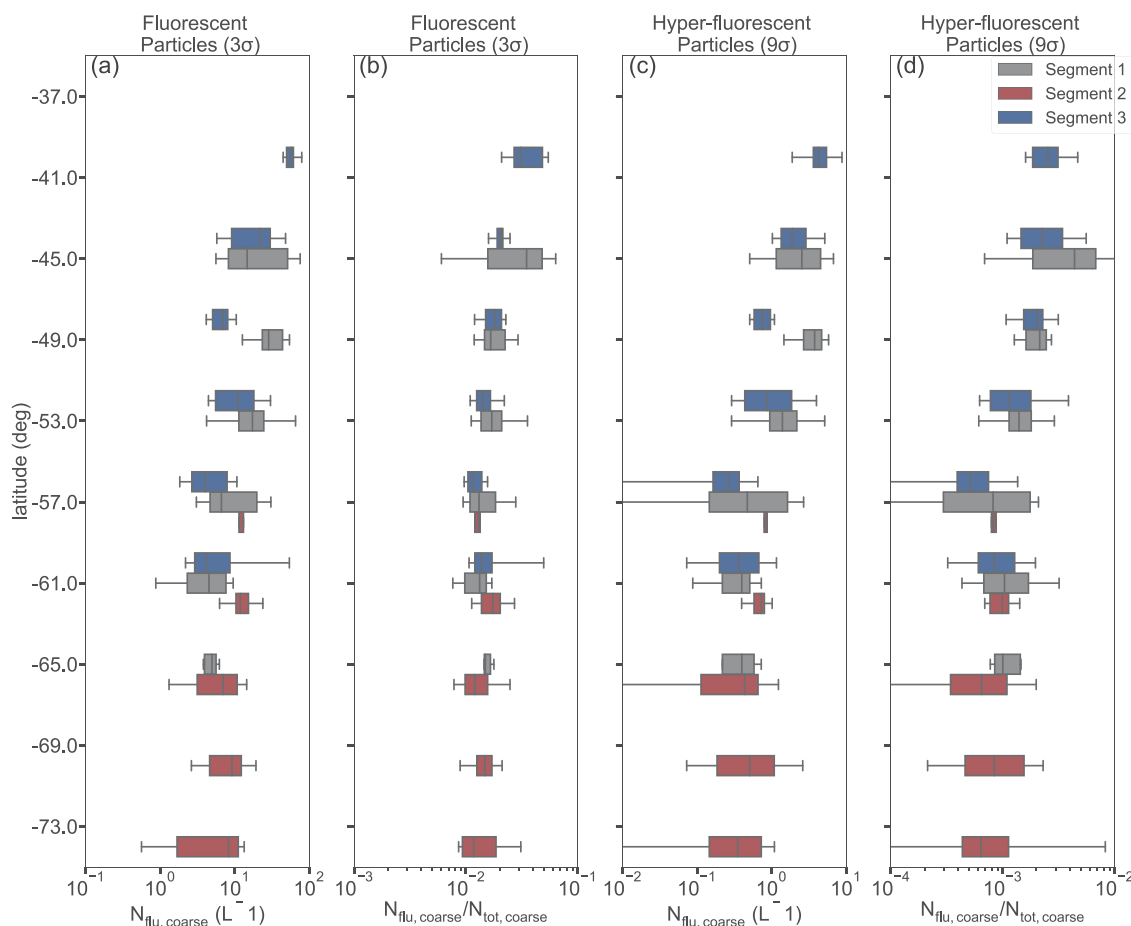 Fluorescent
Particles (3σ)
Fluorescent
Particles (3σ)
Hyper-fluorescent
Particles (9σ)
Hyper-fluorescent
Particles (9σ)
(a)
(b)
(c)
(d)
Segment 1
Segment 2
Segment 3
latitude (deg)
-37.0
-41.0
-45.0
-49.0
-53.0
-57.0
-61.0
-65.0
-69.0
-73.0
10⁻¹ 10⁰ 10¹ 10²
10⁻³ 10⁻² 10⁻¹
10⁻² 10⁻¹ 10⁰ 10¹
10⁻⁴ 10⁻³ 10⁻²
N_flu, coarse (L⁻ 1)
N_flu, coarse/N_tot, coarse
N_flu, coarse (L⁻ 1)
N_flu, coarse/N_tot, coarse